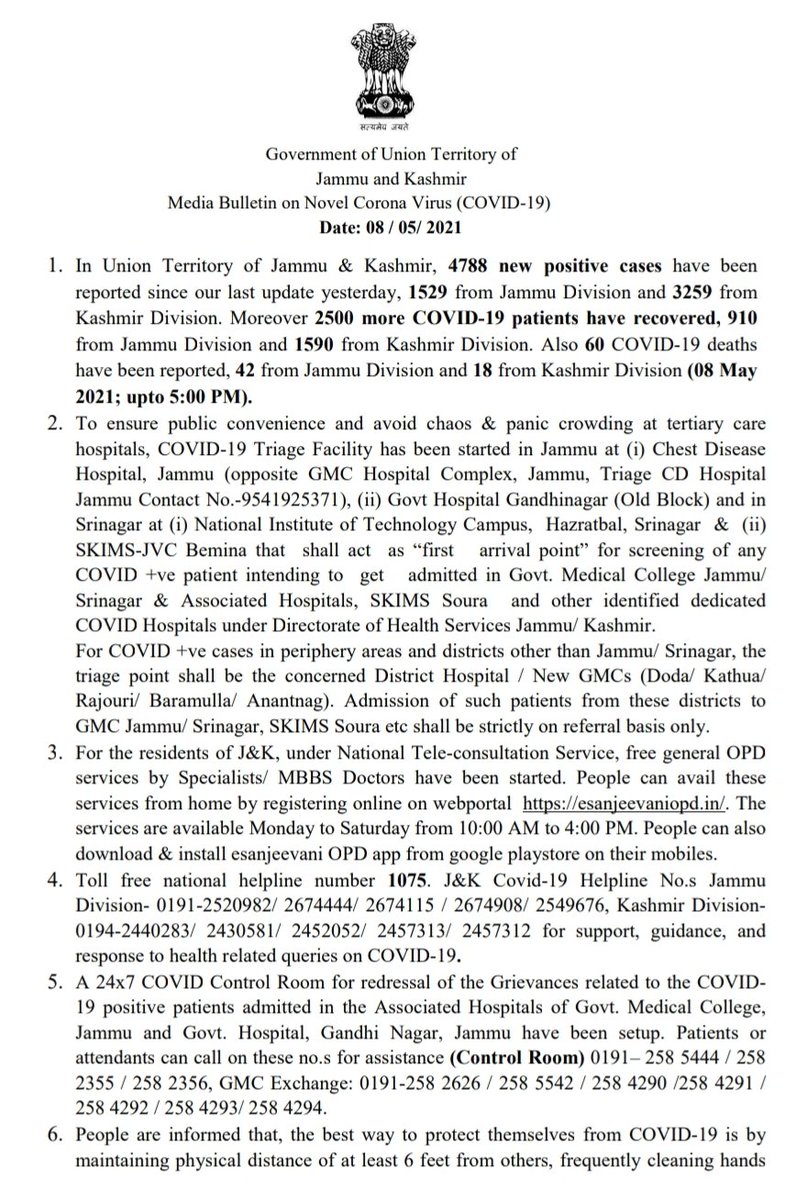 सत्यमेव जयते
Government of Union Territory of
Jammu and Kashmir
Media Bulletin on Novel Corona Virus (COVID-19)
Date: 08 / 05/ 2021
1. In Union Territory of Jammu & Kashmir, 4788 new positive cases have been
reported since our last update yesterday, 1529 from Jammu Division and 3259 from
Kashmir Division. Moreover 2500 more COVID-19 patients have recovered, 910
from Jammu Division and 1590 from Kashmir Division. Also 60 COVID-19 deaths
have been reported, 42 from Jammu Division and 18 from Kashmir Division (08 May
2021; upto 5:00 PM).
2. To ensure public convenience and avoid chaos & panic crowding at tertiary care
hospitals, COVID-19 Triage Facility has been started in Jammu at (i) Chest Disease
Hospital, Jammu (opposite GMC Hospital Complex, Jammu, Triage CD Hospital
Jammu Contact No.-9541925371), (ii) Govt Hospital Gandhinagar (Old Block) and in
Srinagar at (i) National Institute of Technology Campus, Hazratbal, Srinagar & (ii)
SKIMS-JVC Bemina that shall act as “first arrival point” for screening of any
COVID +ve patient intending to get admitted in Govt. Medical College Jammu/
Srinagar & Associated Hospitals, SKIMS Soura and other identified dedicated
COVID Hospitals under Directorate of Health Services Jammu/ Kashmir.
For COVID +ve cases in periphery areas and districts other than Jammu/ Srinagar, the
triage point shall be the concerned District Hospital / New GMCs (Doda/ Kathua/
Rajouri/ Baramulla/ Anantnag). Admission of such patients from these districts to
GMC Jammu/ Srinagar, SKIMS Soura etc shall be strictly on referral basis only.
3. For the residents of J&K, under National Tele-consultation Service, free general OPD
services by Specialists/ MBBS Doctors have been started. People can avail these
services from home by registering online on webportal https://esanjeevaniopd.in/. The
services are available Monday to Saturday from 10:00 AM to 4:00 PM. People can also
download & install esanjeevani OPD app from google playstore on their mobiles.
4. Toll free national helpline number 1075. J&K Covid-19 Helpline No.s Jammu
Division- 0191-2520982/ 2674444/ 2674115 / 2674908/ 2549676, Kashmir Division-
0194-2440283/ 2430581/ 2452052/ 2457313/ 2457312 for support, guidance, and
response to health related queries on COVID-19.
5. A 24x7 COVID Control Room for redressal of the Grievances related to the COVID-
19 positive patients admitted in the Associated Hospitals of Govt. Medical College,
Jammu and Govt. Hospital, Gandhi Nagar, Jammu have been setup. Patients or
attendants can call on these no.s for assistance (Control Room) 0191– 258 5444 / 258
2355 / 258 2356, GMC Exchange: 0191-258 2626 / 258 5542 / 258 4290 /258 4291 /
258 4292 / 258 4293/ 258 4294.
6. People are informed that, the best way to protect themselves from COVID-19 is by
maintaining physical distance of at least 6 feet from others, frequently cleaning hands